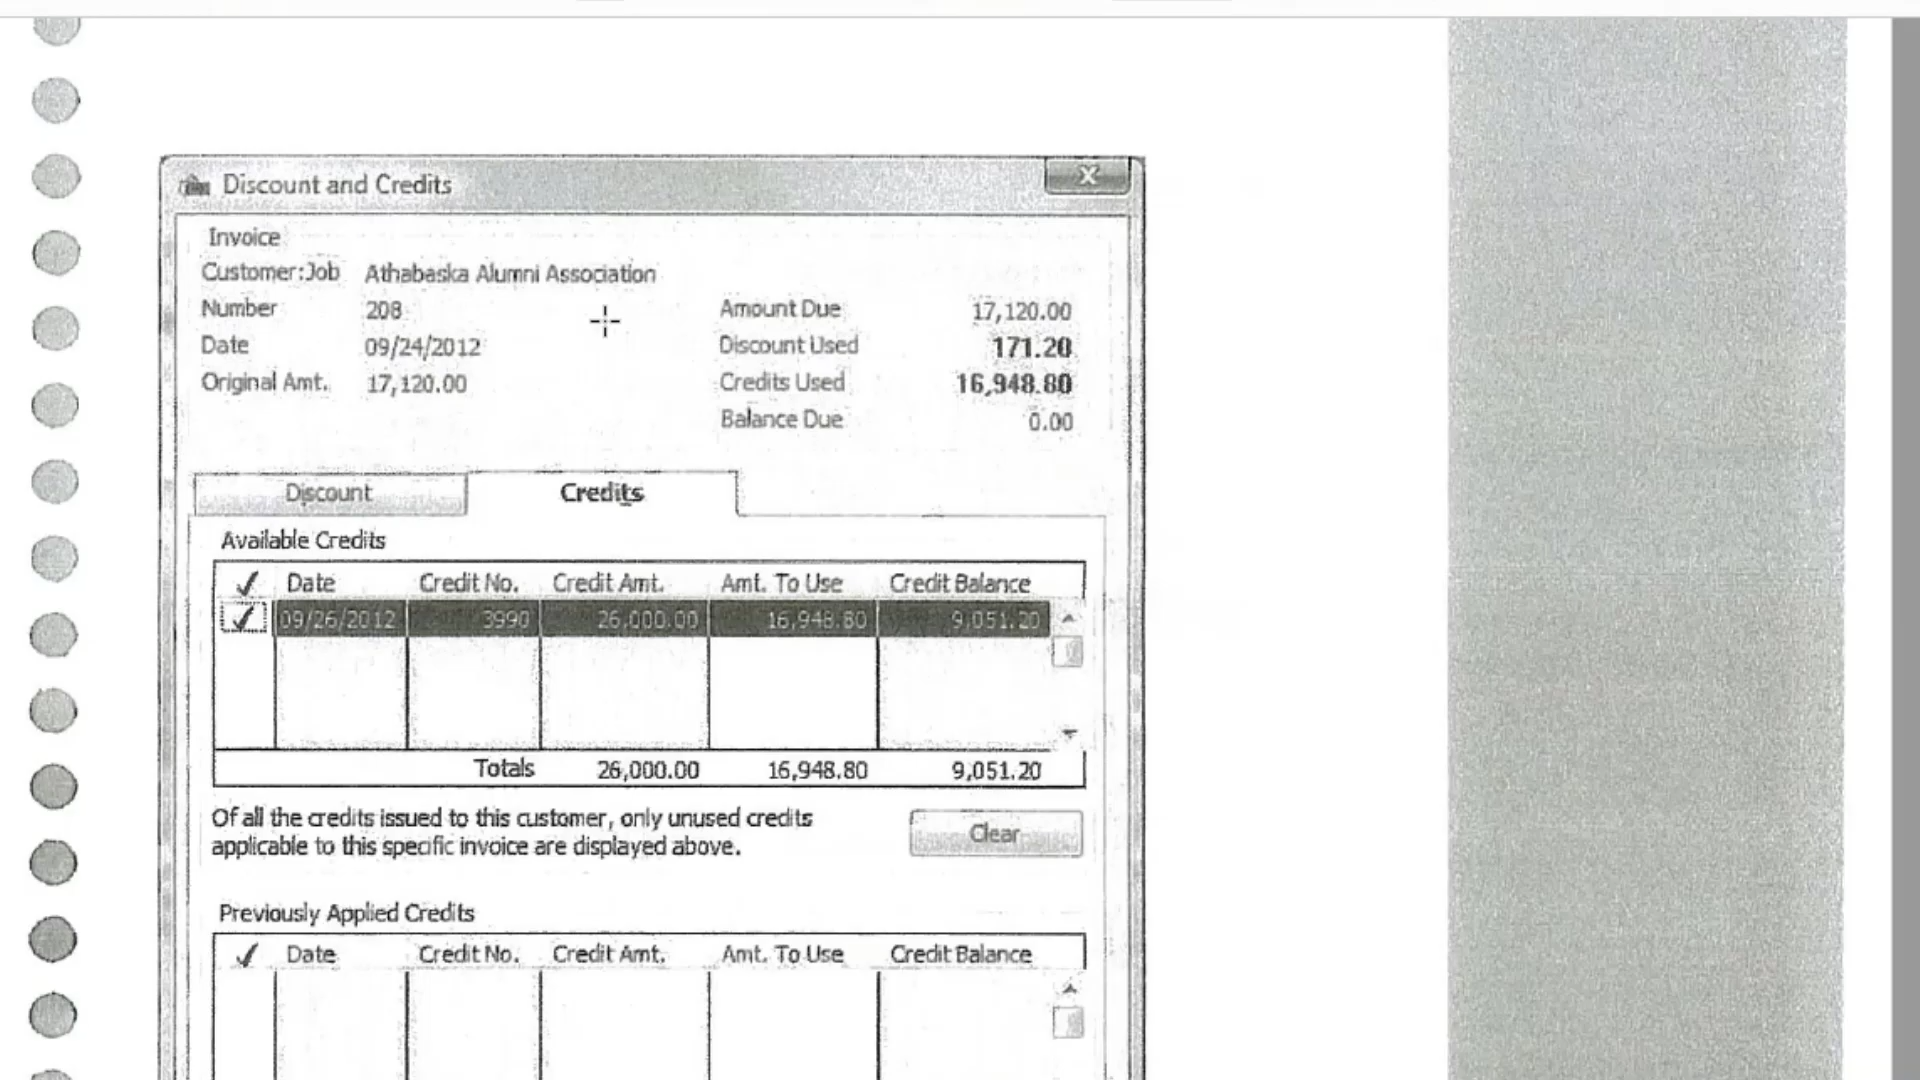 Discount and Credits X
Invoice
Customer:Job Athabaska Alumni Association
Number 208 Amount Due 17,120.00
Date 09/24/2012 Discount Used 171.20
Original Amt. 17,120.00 Credits Used 16,948.80
Balance Due 0.00
Discount Credits
Available Credits
✓ Date Credit No. Credit Amt. Amt. To Use Credit Balance
✓ 09/26/2012 3990 26,000.00 16,948.80 9,051.20
Totals 26,000.00 16,948.80 9,051.20
Of all the credits issued to this customer, only unused credits
applicable to this specific invoice are displayed above.
Clear
Previously Applied Credits
✓ Date Credit No. Credit Amt. Amt. To Use Credit Balance